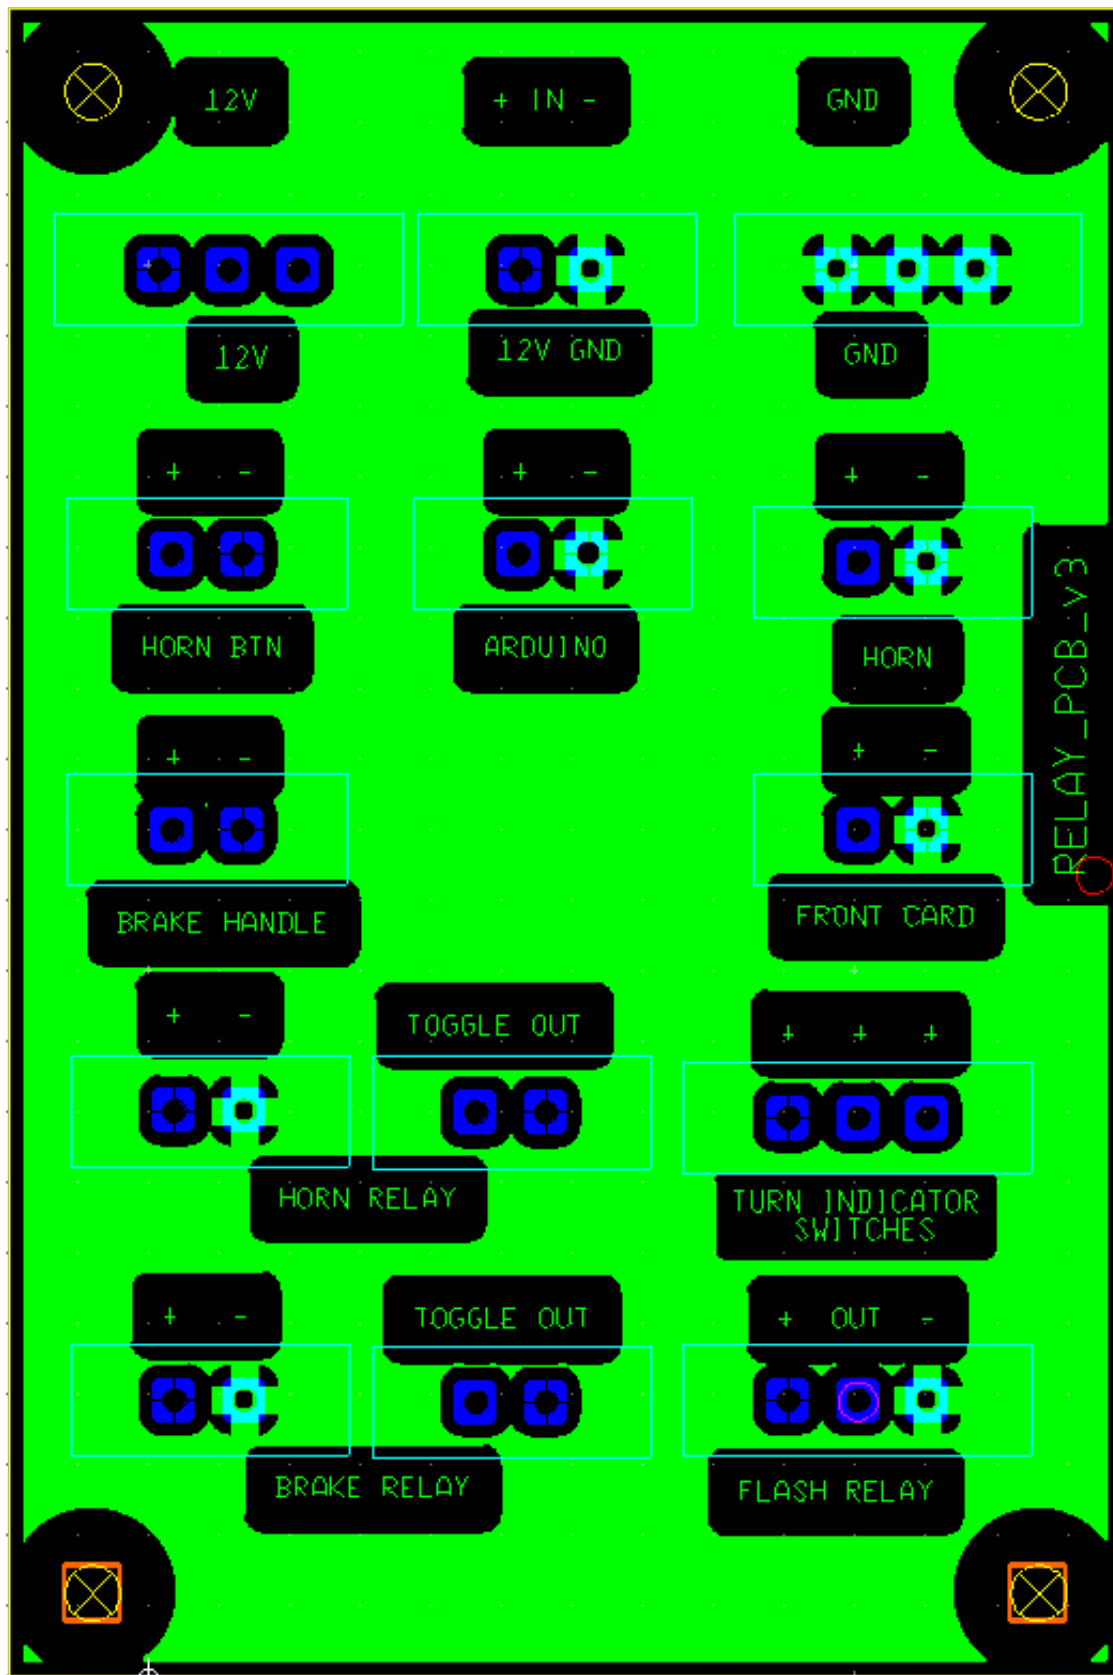 12V
+ IN -
GND
12V
12V GND
GND
+ -
+ -
+ -
HORN BTN
ARDUINO
HORN
+ -
+ -
RELAY_PCB_v3
BRAKE HANDLE
FRONT CARD
+ -
TOGGLE OUT
+ + +
HORN RELAY
TURN INDICATOR
SWITCHES
+ -
TOGGLE OUT
+ OUT -
BRAKE RELAY
FLASH RELAY